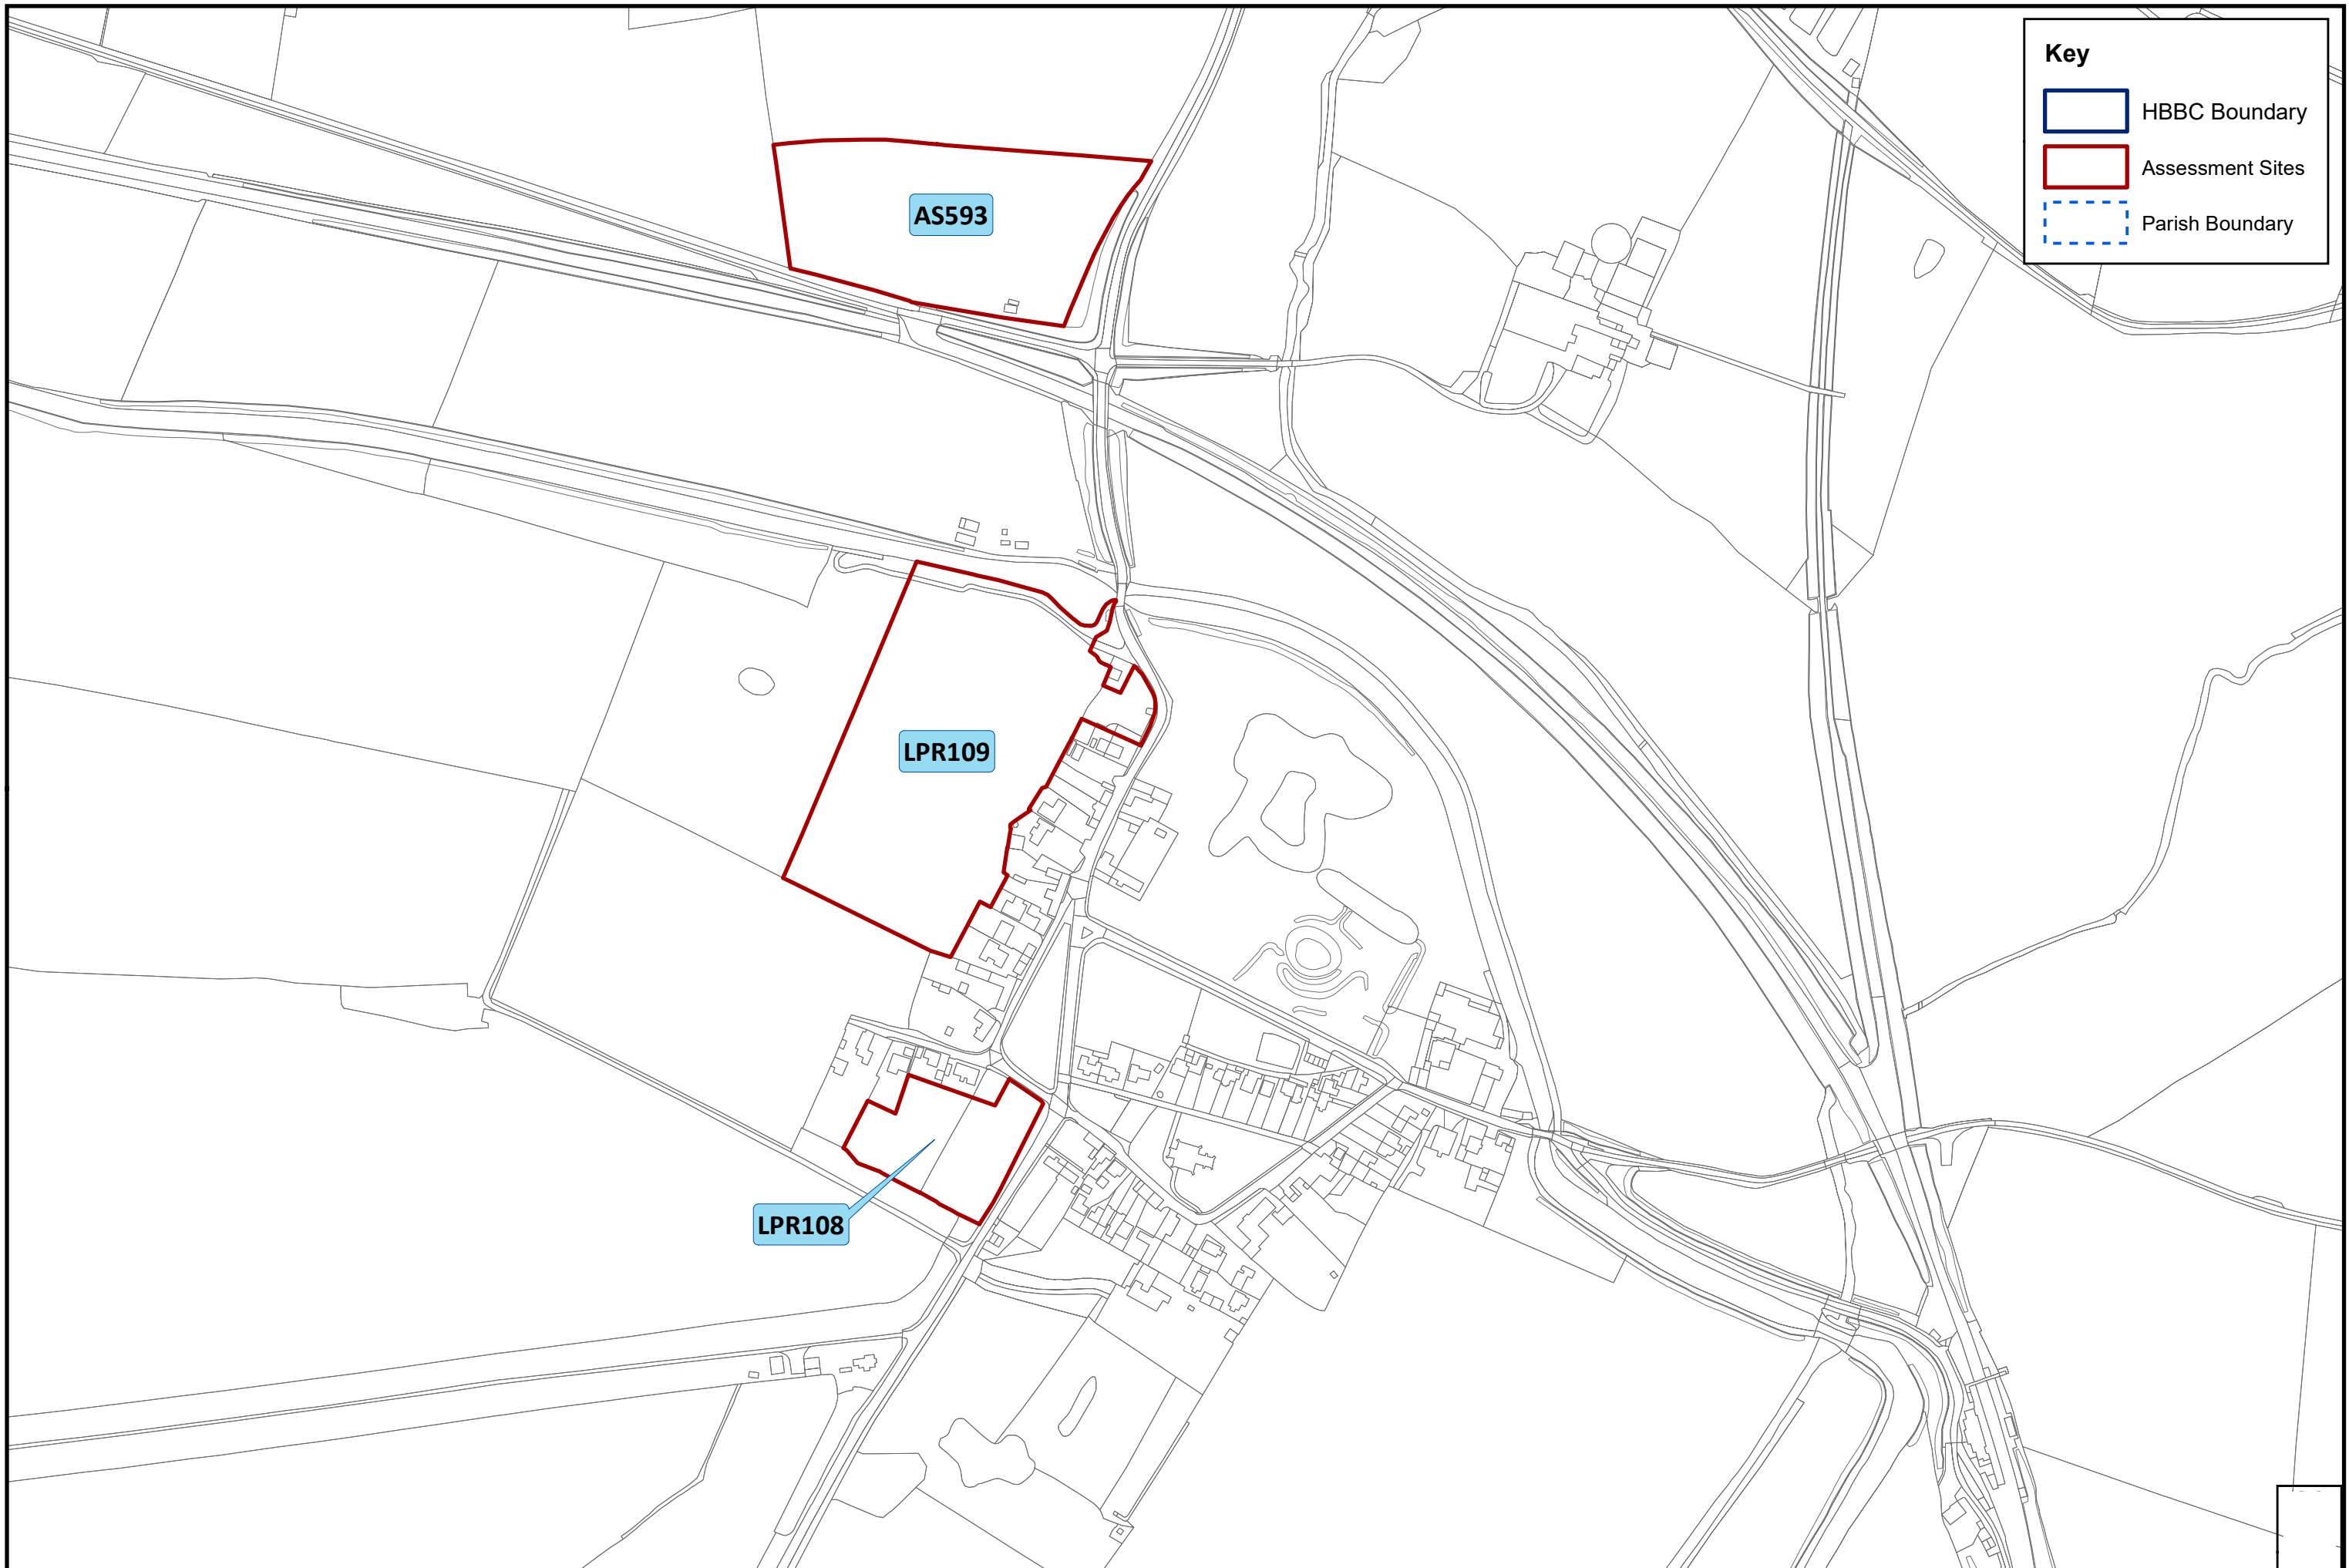 Key
HBBC Boundary
Assessment Sites
Parish Boundary
AS593
LPR109
LPR108